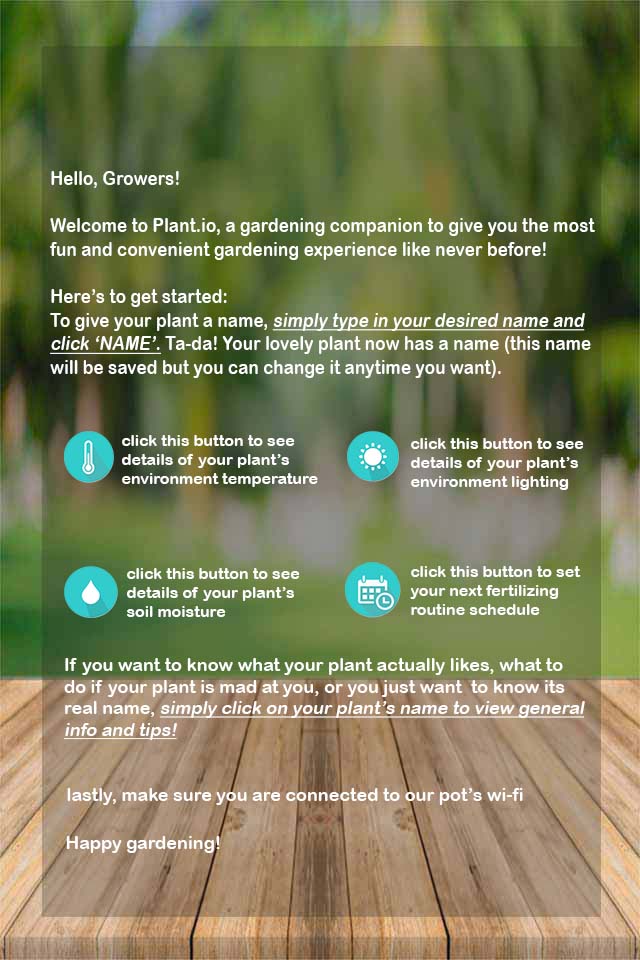 Hello, Growers!
Welcome to Plant.io, a gardening companion to give you the most
fun and convenient gardening experience like never before!
Here's to get started:
To give your plant a name, simply type in your desired name and
click ‘NAME’. Ta-da! Your lovely plant now has a name (this name
will be saved but you can change it anytime you want).
click this button to see
details of your plant's
environment temperature
click this button to see
details of your plant's
environment lighting
click this button to see
details of your plant's
soil moisture
click this button to set
your next fertilizing
routine schedule
If you want to know what your plant actually likes, what to
do if your plant is mad at you, or you just want to know its
real name, simply click on your plant's name to view general
info and tips!
lastly, make sure you are connected to our pot's wi-fi
Happy gardening!